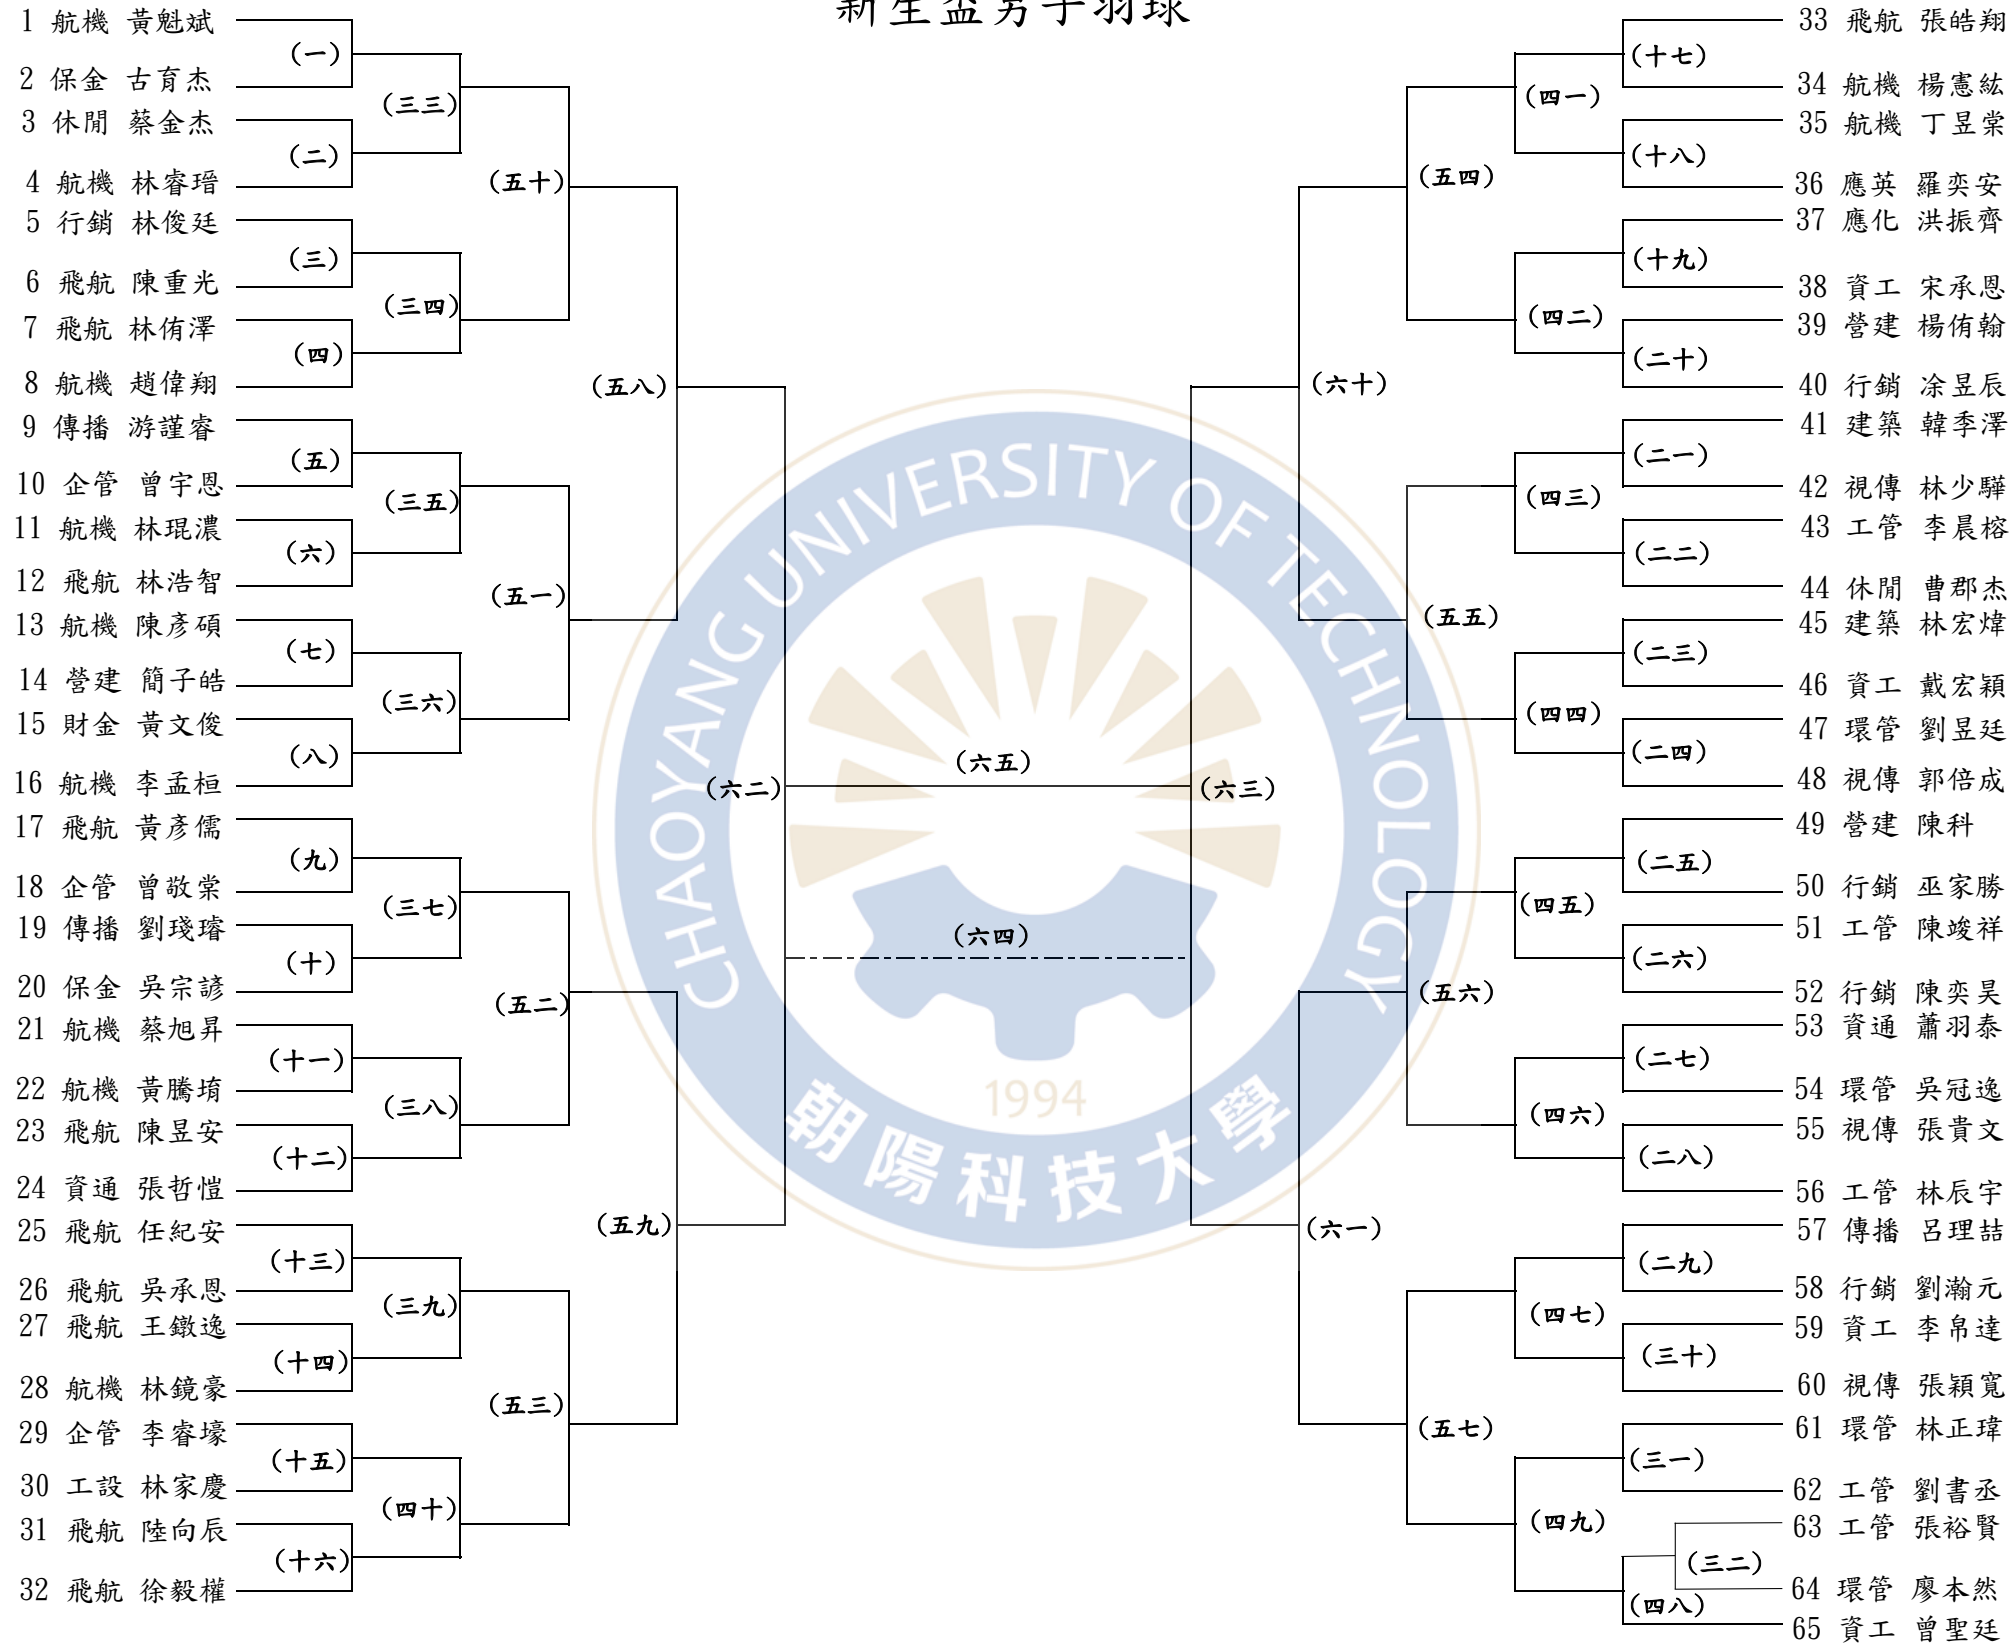 新生盃男子羽球
1 航機 黃魁斌
(一)
2 保金 古育杰
(三三)
3 休閒 蔡金杰
(二)
4 航機 林睿瑨
(五十)
5 行銷 林俊廷
(三)
6 飛航 陳重光
(三四)
7 飛航 林侑澤
(四)
8 航機 趙偉翔
(五八)
9 傳播 游謹睿
(五)
10 企管 曾宇恩
(三五)
11 航機 林琨濃
(六)
12 飛航 林浩智
(五一)
13 航機 陳彥碩
(七)
14 營建 簡子皓
(三六)
15 財金 黃文俊
(八)
16 航機 李孟桓
(六二)
17 飛航 黃彥儒
(九)
18 企管 曾敬棠
(三七)
19 傳播 劉琖璿
(十)
20 保金 吳宗諺
(五二)
21 航機 蔡旭昇
(十一)
22 航機 黃騰堉
(三八)
23 飛航 陳昱安
(十二)
24 資通 張哲愷
(五九)
25 飛航 任紀安
(十三)
26 飛航 吳承恩
(三九)
27 飛航 王鐓逸
(十四)
28 航機 林鏡豪
(五三)
29 企管 李睿壕
(十五)
30 工設 林家慶
(四十)
31 飛航 陸向辰
(十六)
32 飛航 徐毅權
(六五)
(六四)
33 飛航 張皓翔
(十七)
34 航機 楊憲紘
(四一)
35 航機 丁昱棠
(十八)
36 應英 羅奕安
(五四)
37 應化 洪振齊
(十九)
38 資工 宋承恩
(四二)
39 營建 楊侑翰
(二十)
40 行銷 凃昱辰
(六十)
41 建築 韓季澤
(二一)
42 視傳 林少驊
(四三)
43 工管 李晨榕
(二二)
44 休閒 曹郡杰
(五五)
45 建築 林宏煒
(二三)
46 資工 戴宏穎
(四四)
47 環管 劉昱廷
(二四)
48 視傳 郭倍成
(六三)
49 營建 陳科
(二五)
50 行銷 巫家勝
(四五)
51 工管 陳竣祥
(二六)
52 行銷 陳奕昊
(五六)
53 資通 蕭羽泰
(二七)
54 環管 吳冠逸
(四六)
55 視傳 張貴文
(二八)
56 工管 林辰宇
(六一)
57 傳播 呂理喆
(二九)
58 行銷 劉瀚元
(四七)
59 資工 李帛達
(三十)
60 視傳 張穎寬
(五七)
61 環管 林正瑋
(三一)
62 工管 劉書丞
(四九)
63 工管 張裕賢
(三二)
64 環管 廖本然
(四八)
65 資工 曾聖廷
CHAOYANG UNIVERSITY OF TECHNOLOGY
1994
朝陽科技大學